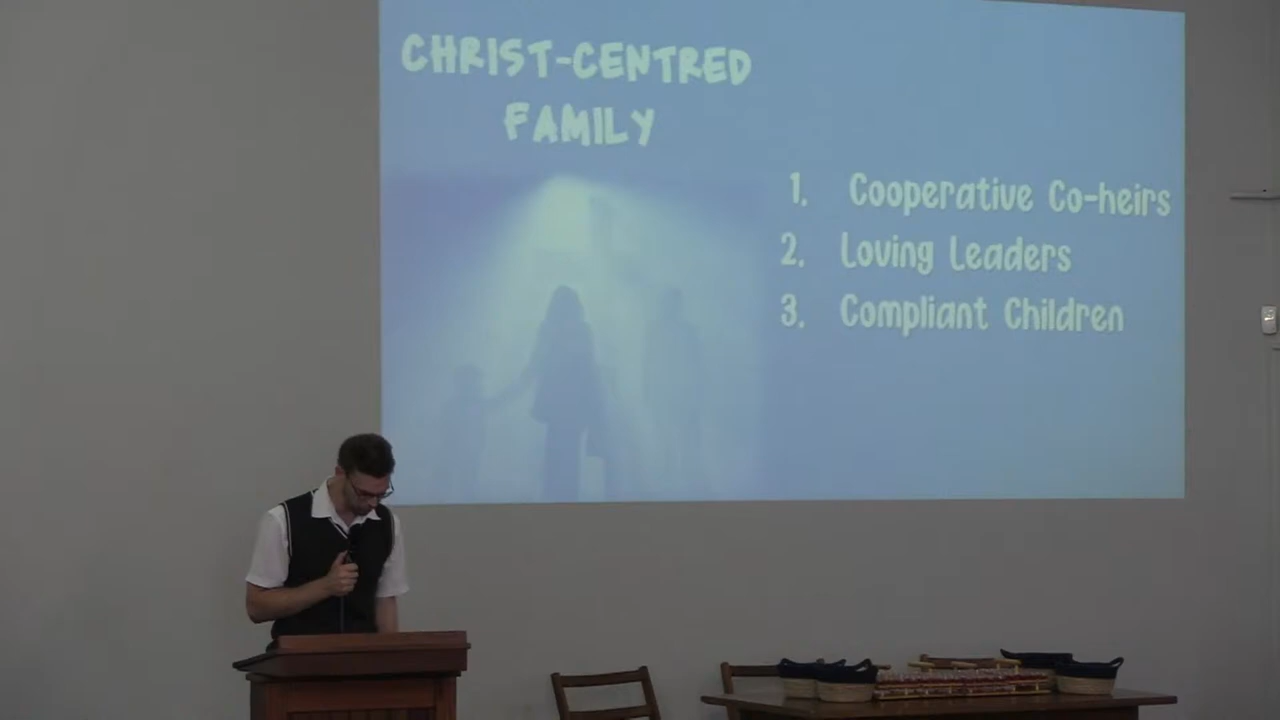 CHRIST-CENTRED
FAMILY
1. Cooperative Co-heirs
2. Loving Leaders
3. Compliant Children